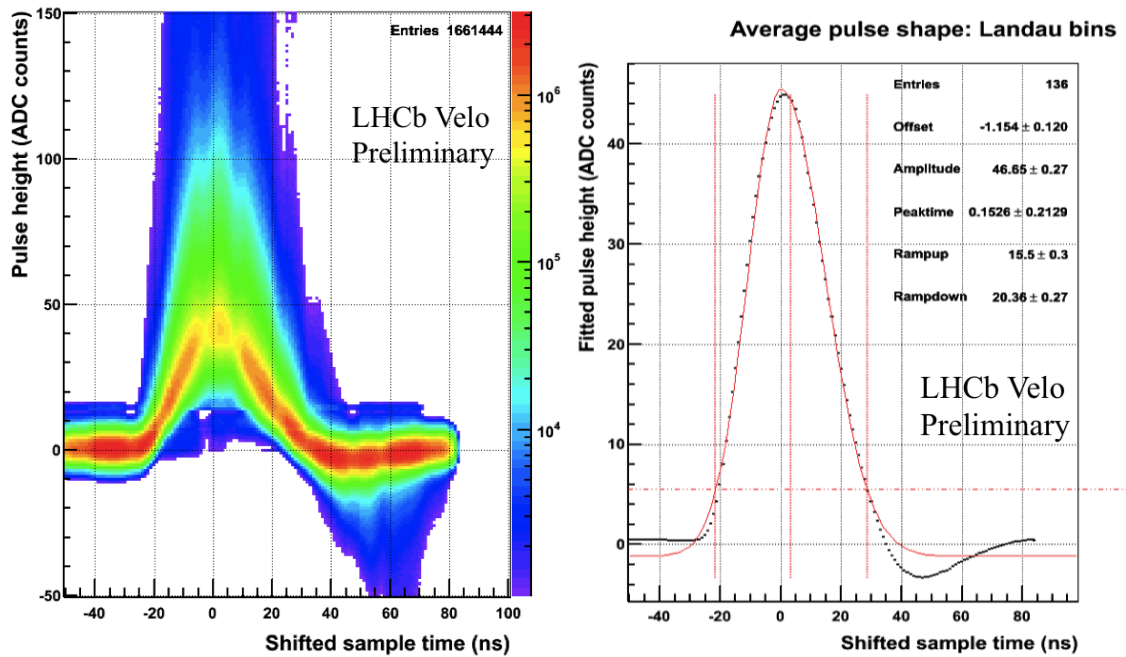 Pulse height (ADC counts)
150
100
50
0
-50
Entries 1661444
LHCb Velo
Preliminary
10⁶
10⁵
10⁴
-40 -20 0 20 40 60 80 100
Shifted sample time (ns)
Average pulse shape: Landau bins
Fitted pulse height (ADC counts)
40
30
20
10
0
Entries 136
Offset -1.154 ± 0.120
Amplitude 46.65 ± 0.27
Peaktime 0.1526 ± 0.2129
Rampup 15.5 ± 0.3
Rampdown 20.36 ± 0.27
LHCb Velo
Preliminary
-40 -20 0 20 40 60 80
Shifted sample time (ns)